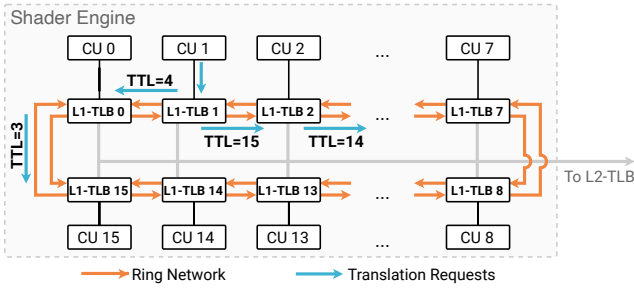 Shader Engine
CU 0 CU 1 CU 2 ... CU 7
TTL=4
L1-TLB 0 L1-TLB 1 L1-TLB 2 ... L1-TLB 7
TTL=3 TTL=15 TTL=14
To L2-TLB
L1-TLB 15 L1-TLB 14 L1-TLB 13 ... L1-TLB 8
CU 15 CU 14 CU 13 ... CU 8
Ring Network Translation Requests